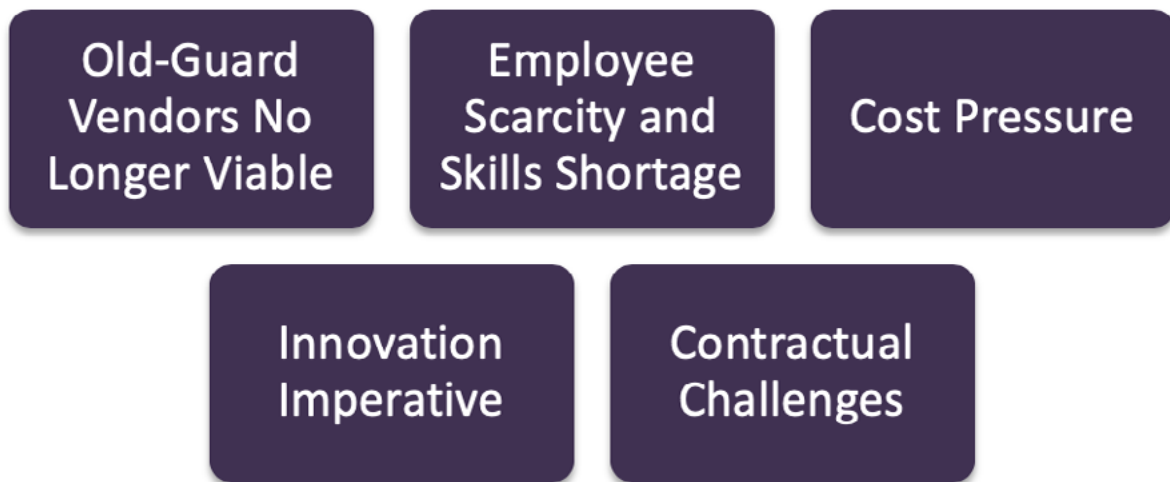 Old-Guard
Vendors No
Longer Viable
Employee
Scarcity and
Skills Shortage
Cost Pressure
Innovation
Imperative
Contractual
Challenges